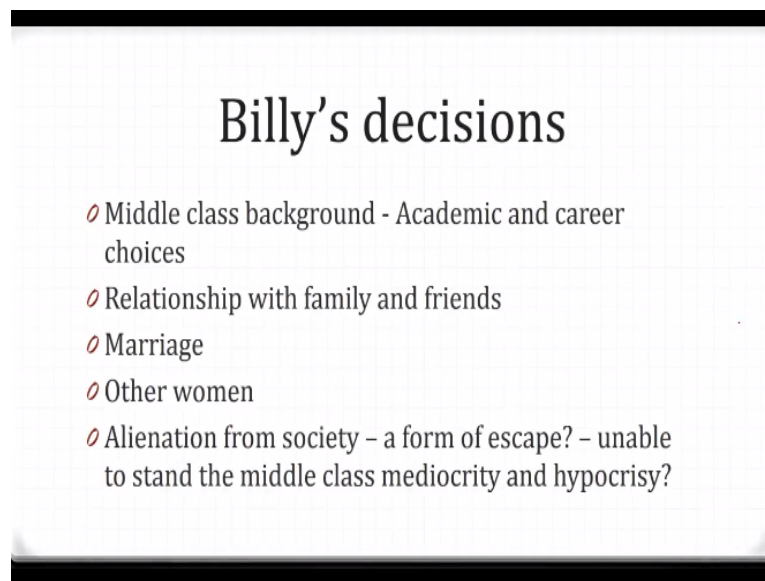 Billy's decisions
Middle class background - Academic and career
choices
Relationship with family and friends
Marriage
Other women
Alienation from society – a form of escape? – unable
to stand the middle class mediocrity and hypocrisy?